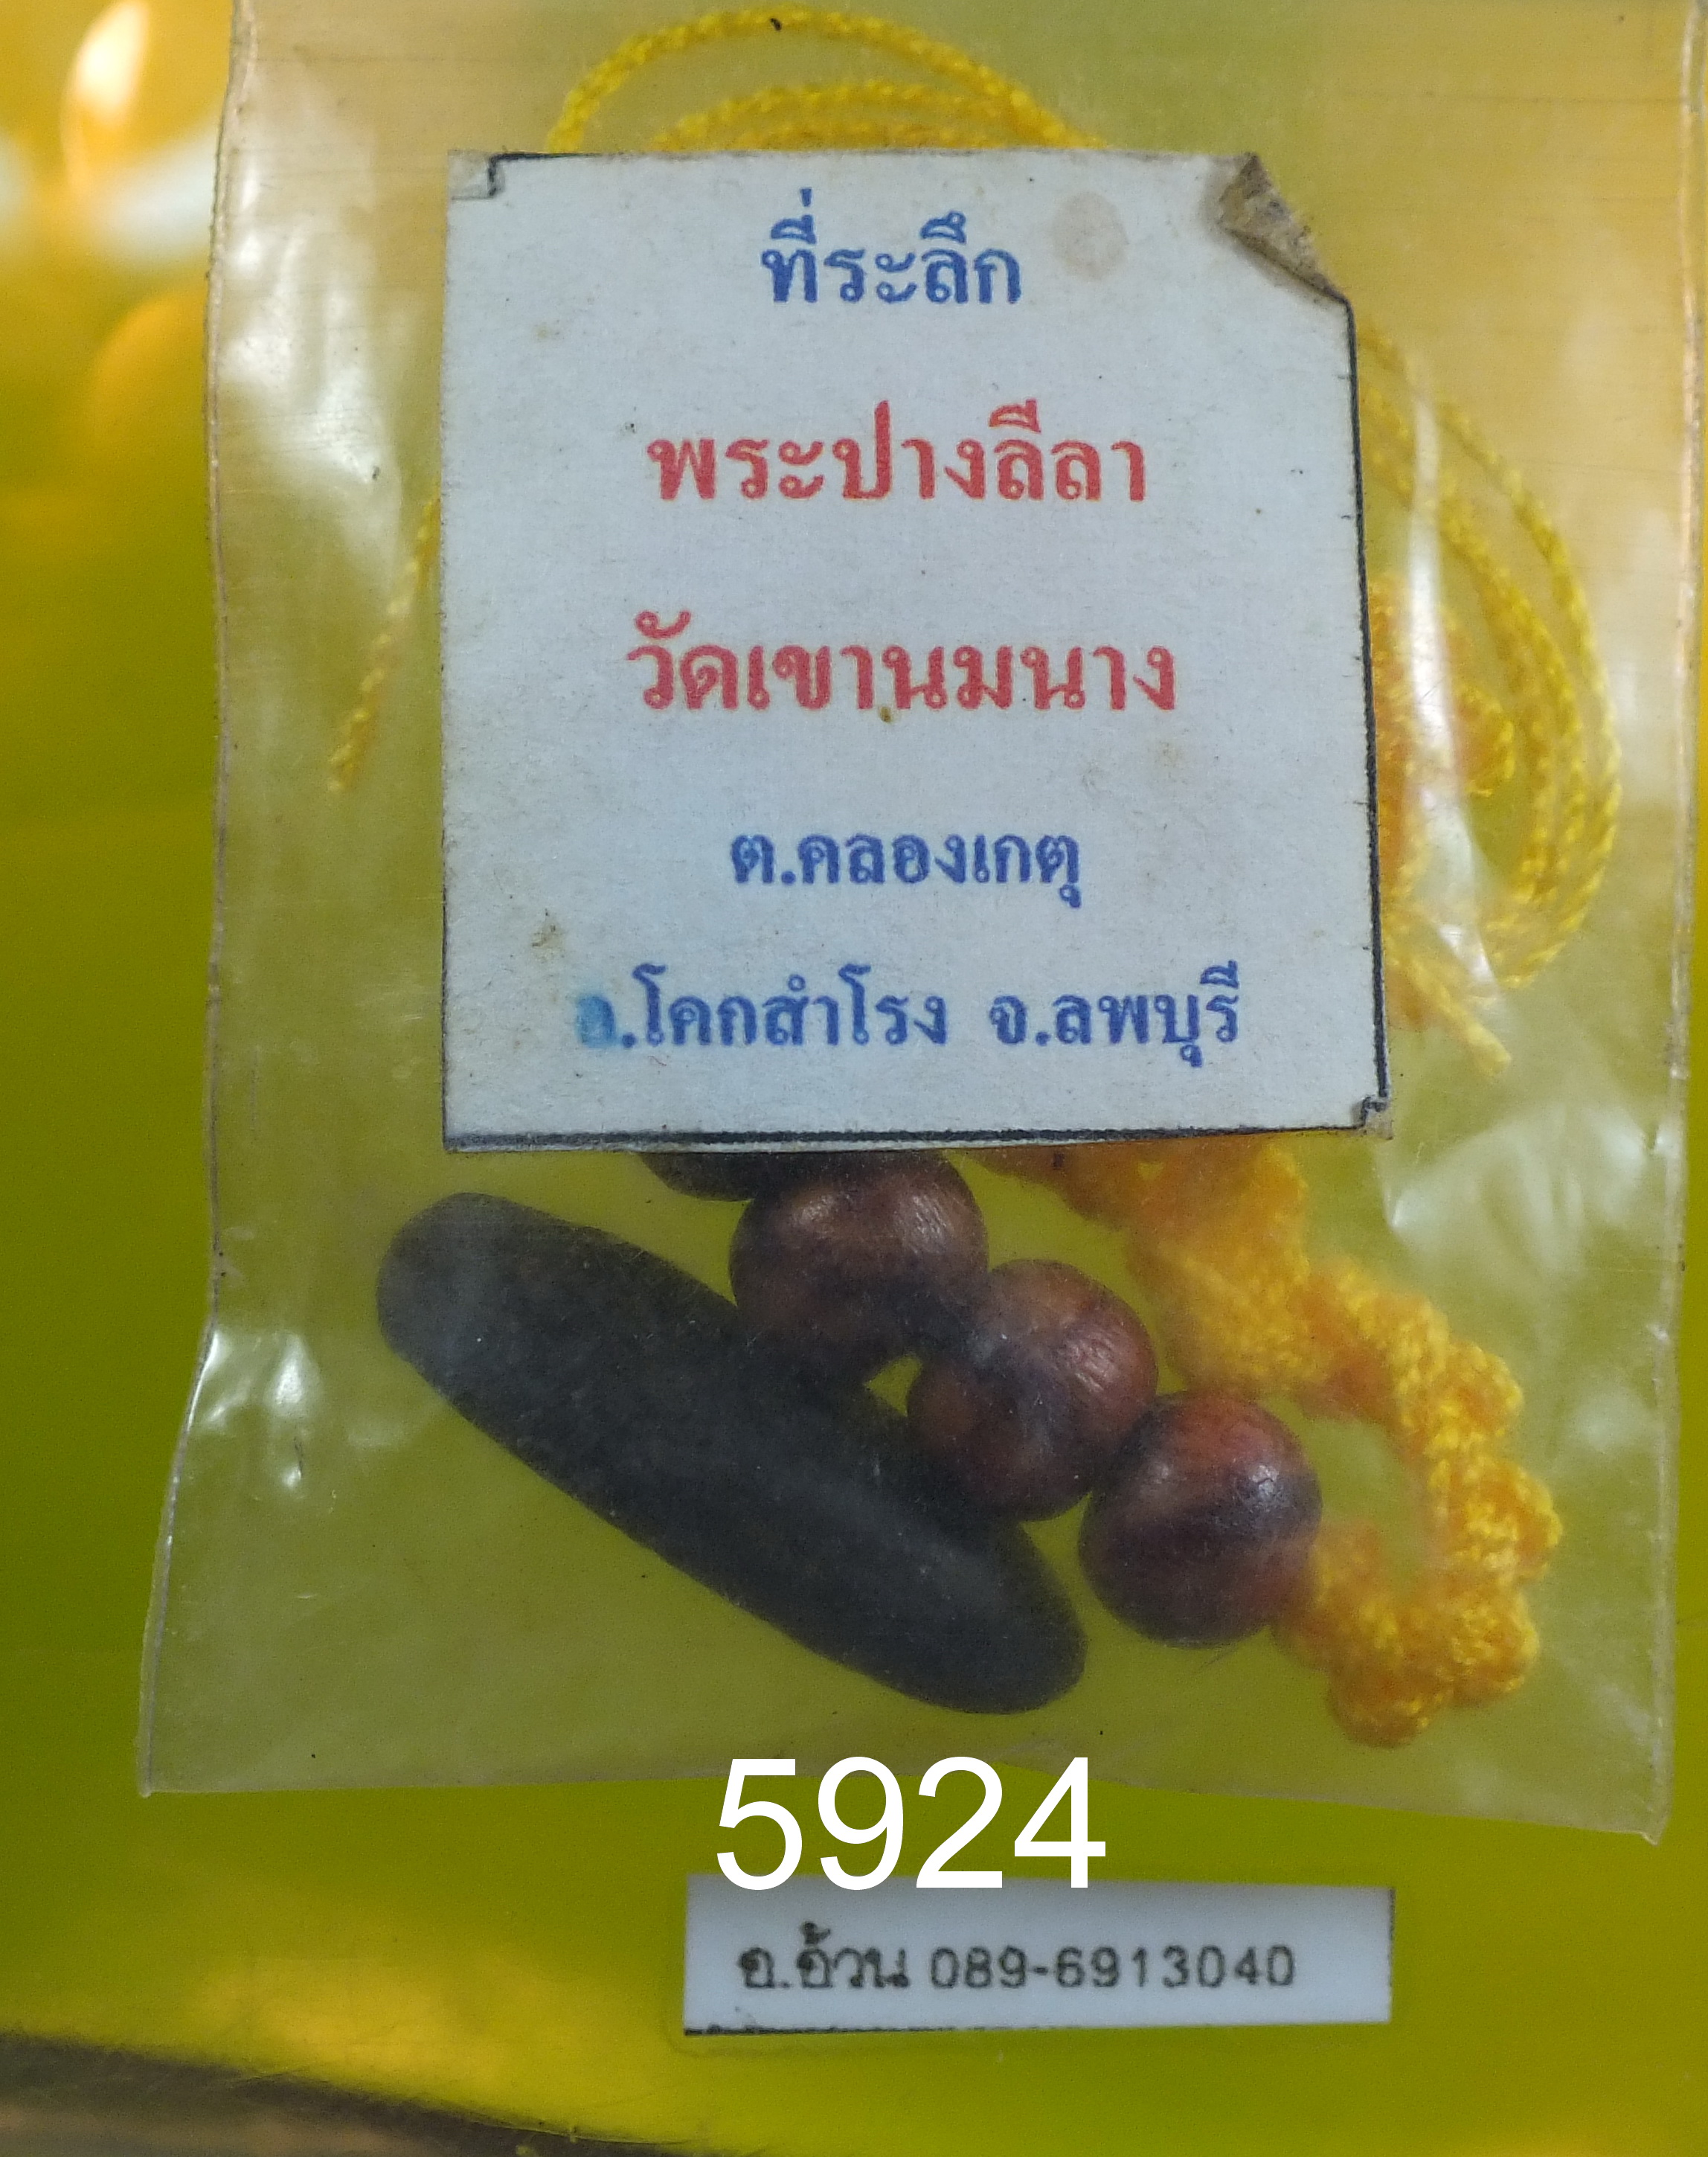 ที่ระลึก
พระปางลีลา
วัดเขานมนาง
ต.คลองเกตุ
อ.โคกสำโรง จ.ลพบุรี
5924
อ.อ้วน 089-6913040